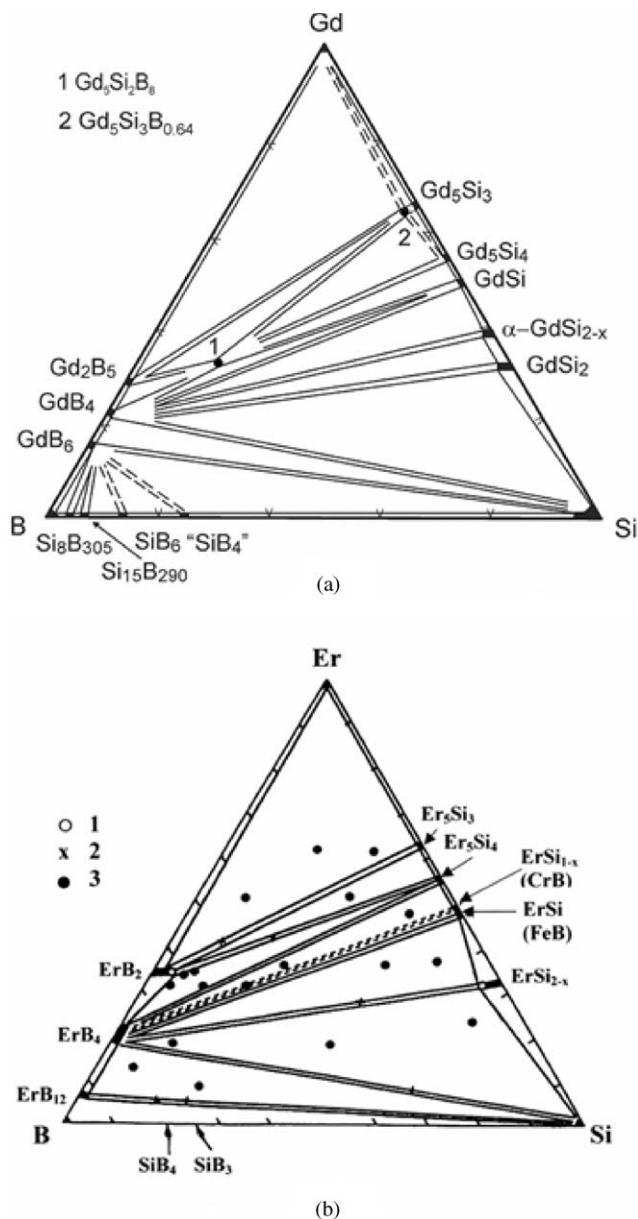 Gd
1 Gd₅Si₂B₈
2 Gd₅Si₃B₀.₆₄
Gd₅Si₃
2
Gd₅Si₄
GdSi
α–GdSi₂₋ₓ
1
GdSi₂
Gd₂B₅
GdB₄
GdB₆
B
Si
Si₈B₃₀₅
SiB₆ "SiB₄"
Si₁₅B₂₉₀
(a)
Er
○ 1
x 2
● 3
Er₅Si₃
Er₅Si₄
ErSi₁₋ₓ
(CrB)
ErSi
(FeB)
ErB₂
ErSi₂₋ₓ
ErB₄
ErB₁₂
B
Si
SiB₄
SiB₃
(b)